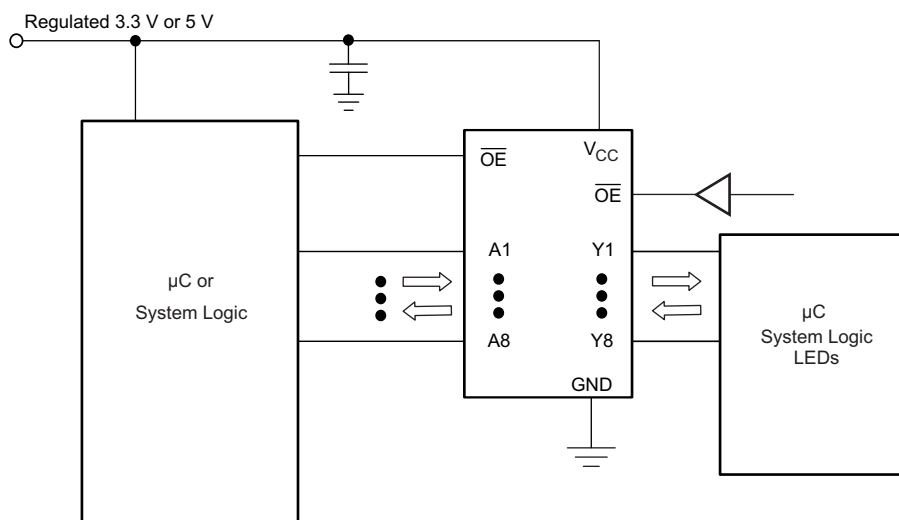 Regulated 3.3 V or 5 V
OE
VCC
OE
A1
Y1
µC or
System Logic
A8
Y8
µC
System Logic
LEDs
GND